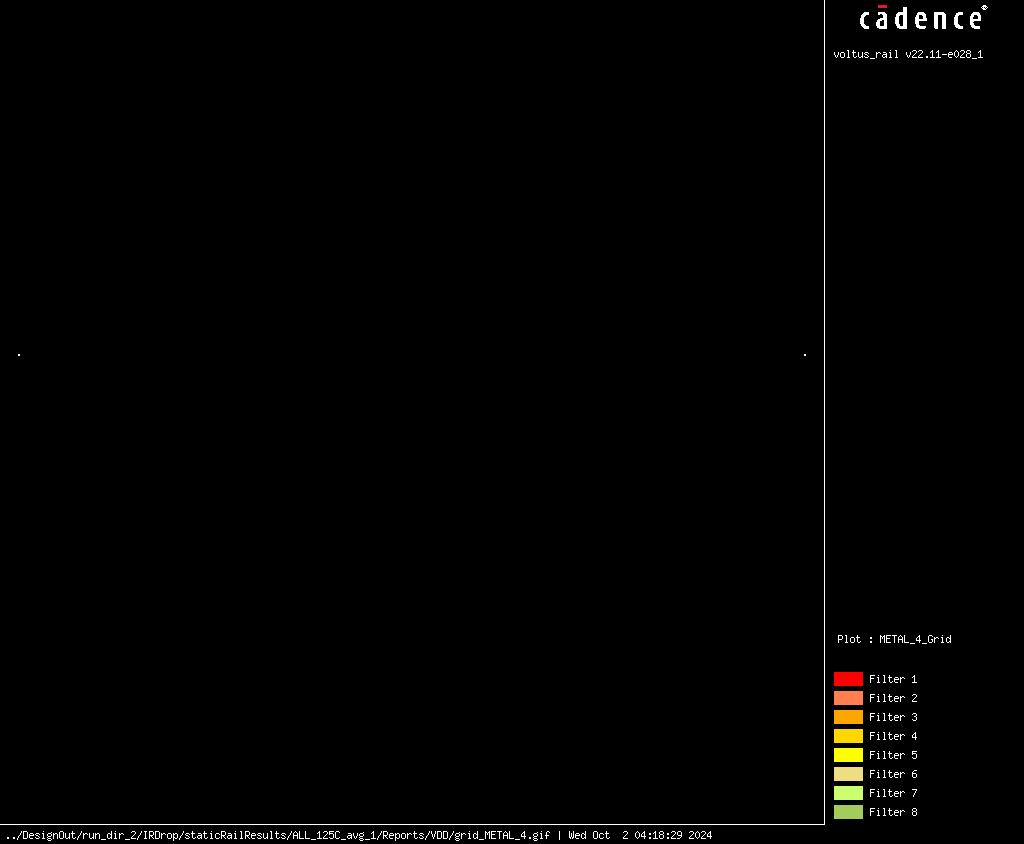 cādence®
voltus_rail v22.11-e028_1
Plot : METAL_4_Grid
Filter 1
Filter 2
Filter 3
Filter 4
Filter 5
Filter 6
Filter 7
Filter 8
../DesignOut/run_dir_2/IRDrop/staticRailResults/ALL_125C_avg_1/Reports/VDD/grid_METAL_4.gif | Wed Oct  2 04:18:29 2024